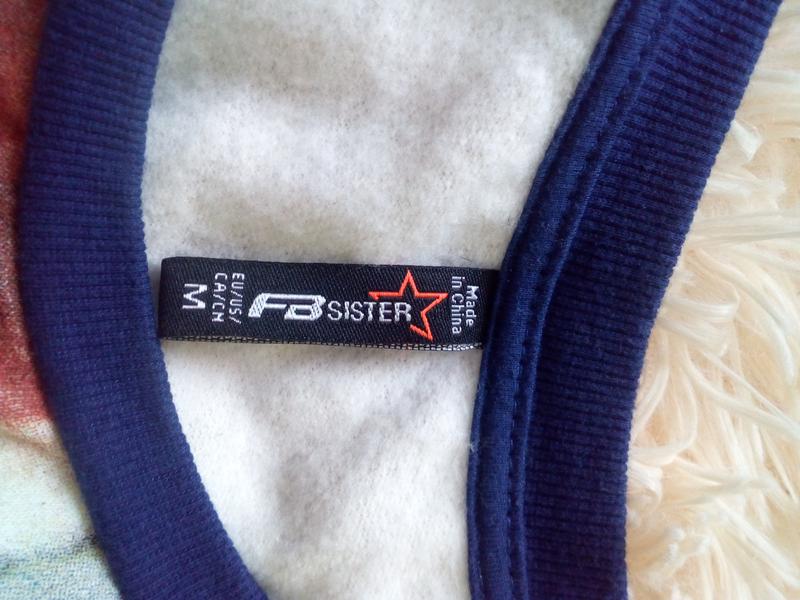 EU/US/
CA/CN
M
FB SISTER
Made
in China